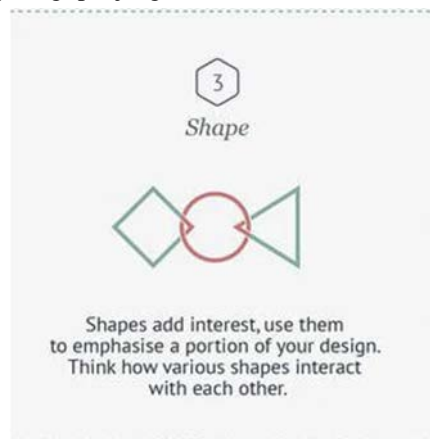 3
Shape
Shapes add interest, use them
to emphasise a portion of your design.
Think how various shapes interact
with each other.